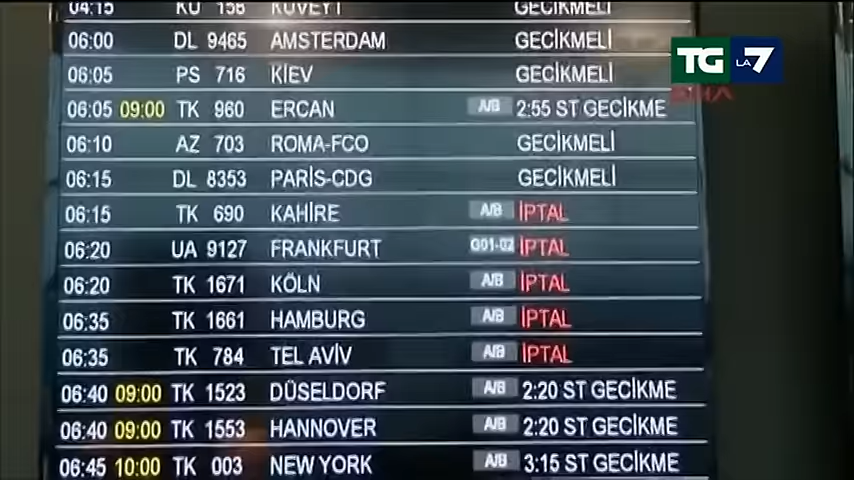 04:15 KU 156 KUVEYT GECİKMELİ
06:00 DL 9465 AMSTERDAM GECİKMELİ
TG LA 7
06:05 PS 716 KİEV GECİKMELİ
06:05 09:00 TK 960 ERCAN A/B 2:55 ST GECİKME
06:10 AZ 703 ROMA-FCO GECİKMELİ
06:15 DL 8353 PARİS-CDG GECİKMELİ
06:15 TK 690 KAHİRE A/B İPTAL
06:20 UA 9127 FRANKFURT G01-02 İPTAL
06:20 TK 1671 KÖLN A/B İPTAL
06:35 TK 1661 HAMBURG A/B İPTAL
06:35 TK 784 TEL AVİV A/B İPTAL
06:40 09:00 TK 1523 DÜSELDORF A/B 2:20 ST GECİKME
06:40 09:00 TK 1553 HANNOVER A/B 2:20 ST GECİKME
06:45 10:00 TK 003 NEW YORK A/B 3:15 ST GECİKME